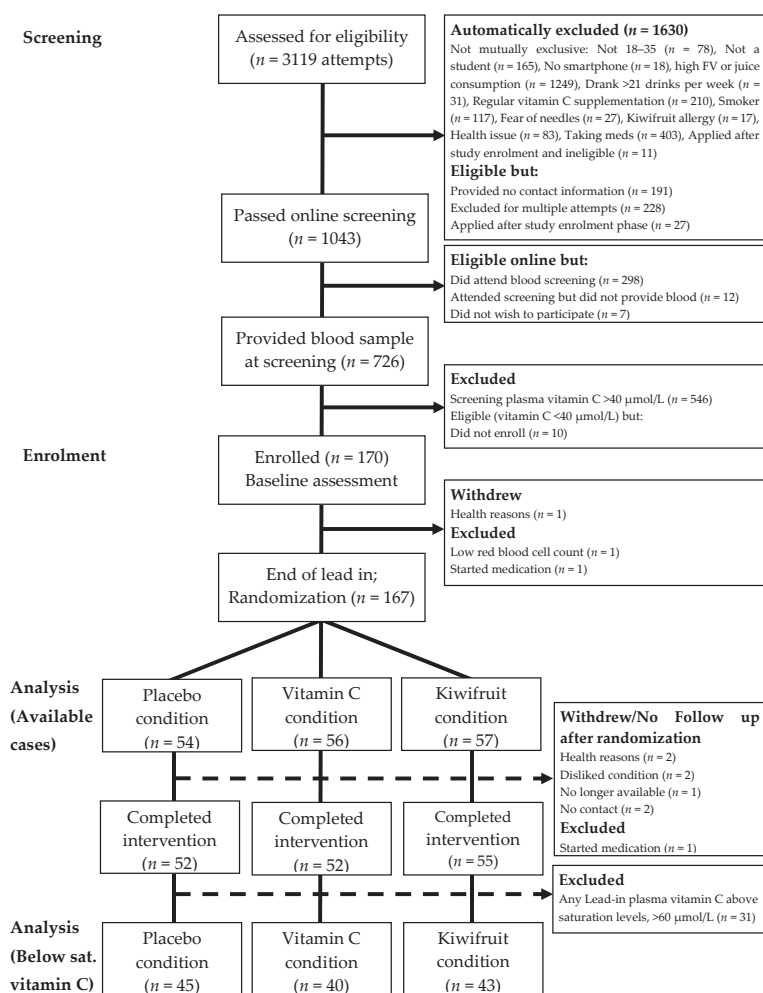 Screening
Assessed for eligibility
(n = 3119 attempts)
Automatically excluded (n = 1630)
Not mutually exclusive: Not 18–35 (n = 78), Not a
student (n = 165), No smartphone (n = 18), high FV or juice
consumption (n = 1249), Drank >21 drinks per week (n =
31), Regular vitamin C supplementation (n = 210), Smoker
(n = 117), Fear of needles (n = 27), Kiwifruit allergy (n = 17),
Health issue (n = 83), Taking meds (n = 403), Applied after
study enrolment and ineligible (n = 11)
Eligible but:
Provided no contact information (n = 191)
Excluded for multiple attempts (n = 228)
Applied after study enrolment phase (n = 27)
Passed online screening
(n = 1043)
Eligible online but:
Did attend blood screening (n = 298)
Attended screening but did not provide blood (n = 12)
Did not wish to participate (n = 7)
Provided blood sample
at screening (n = 726)
Excluded
Screening plasma vitamin C >40 µmol/L (n = 546)
Eligible (vitamin C <40 µmol/L) but:
Did not enroll (n = 10)
Enrolment
Enrolled (n = 170)
Baseline assessment
Withdrew
Health reasons (n = 1)
Excluded
Low red blood cell count (n = 1)
Started medication (n = 1)
End of lead in;
Randomization (n = 167)
Analysis
(Available
cases)
Placebo
condition
(n = 54)
Vitamin C
condition
(n = 56)
Kiwifruit
condition
(n = 57)
Withdrew/No Follow up
after randomization
Health reasons (n = 2)
Disliked condition (n = 2)
No longer available (n = 1)
No contact (n = 2)
Excluded
Started medication (n = 1)
Completed
intervention
(n = 52)
Completed
intervention
(n = 52)
Completed
intervention
(n = 55)
Excluded
Any Lead-in plasma vitamin C above
saturation levels, >60 µmol/L (n = 31)
Analysis
(Below sat.
vitamin C)
Placebo
condition
(n = 45)
Vitamin C
condition
(n = 40)
Kiwifruit
condition
(n = 43)